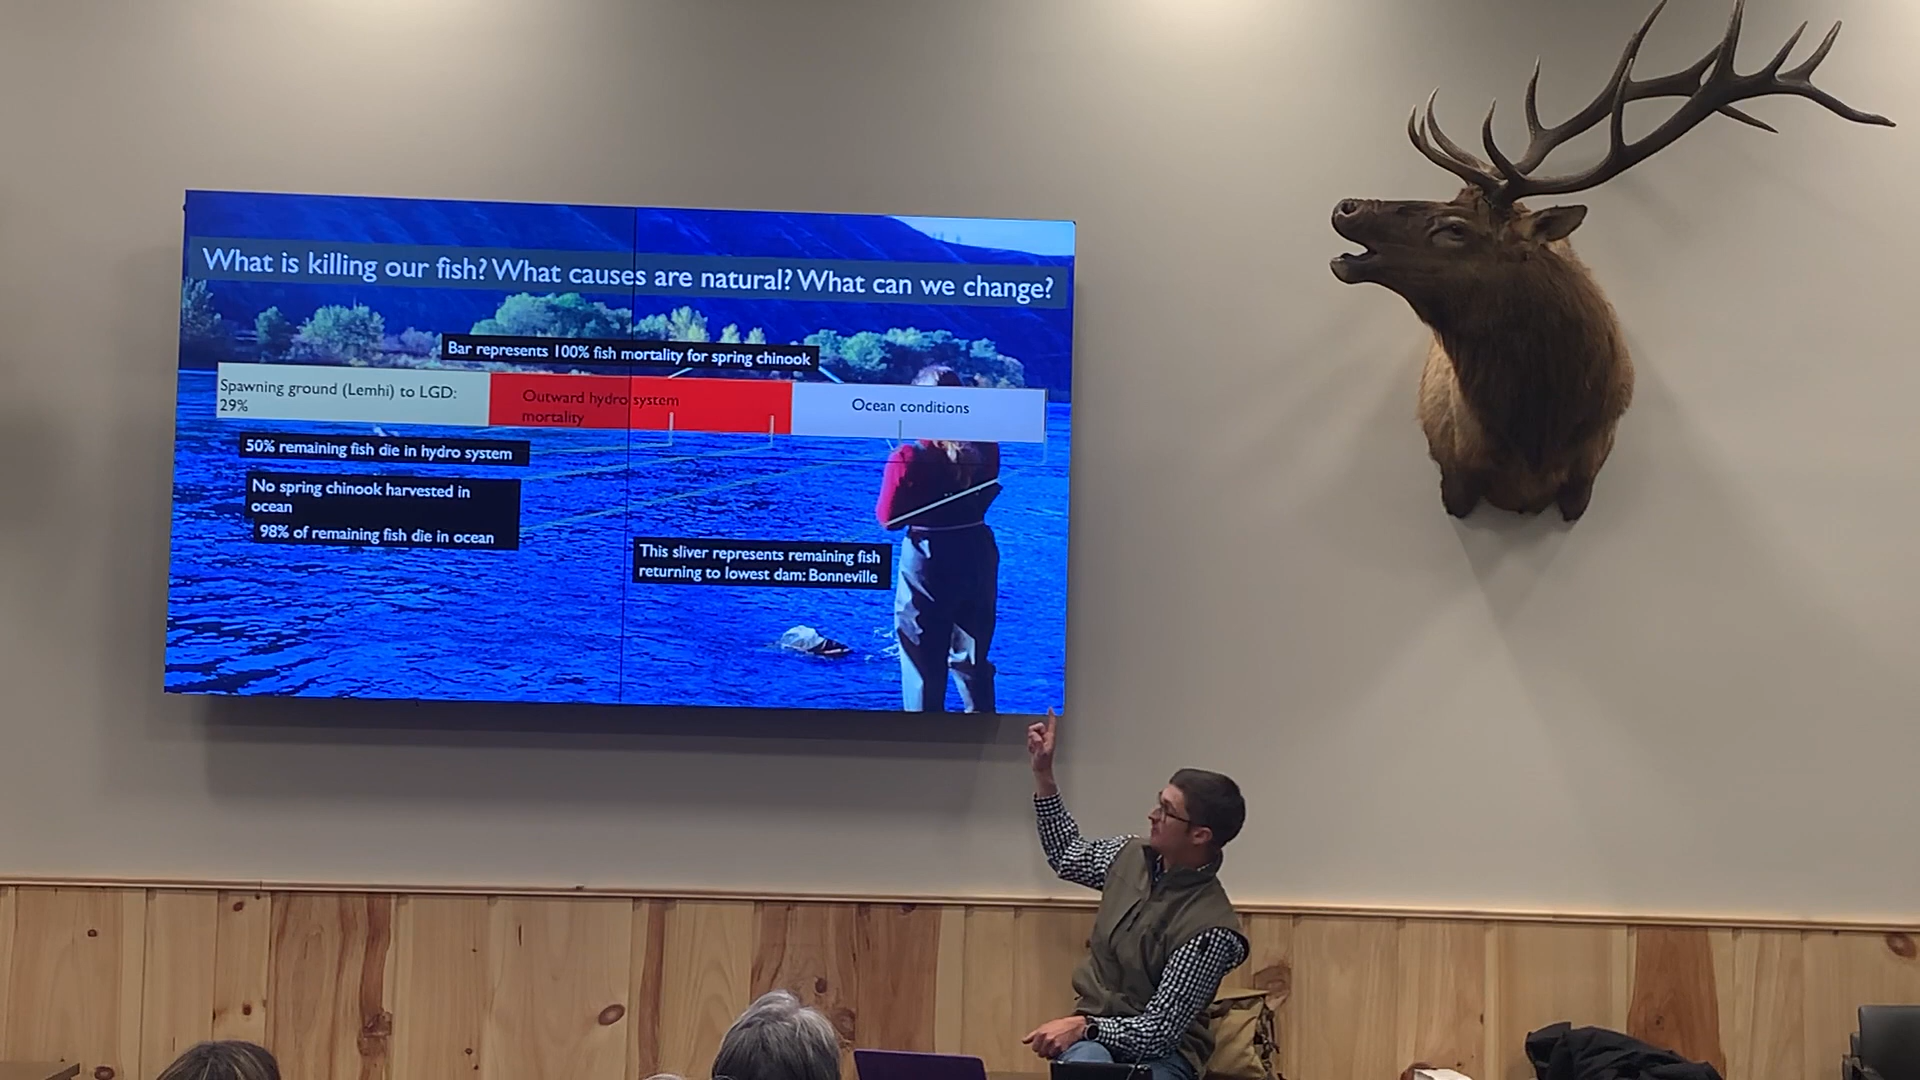 What is killing our fish? What causes are natural? What can we change?
Bar represents 100% fish mortality for spring chinook
Spawning ground (Lemhi) to LGD:
29%
Outward hydro system
mortality
Ocean conditions
50% remaining fish die in hydro system
No spring chinook harvested in
ocean
98% of remaining fish die in ocean
This sliver represents remaining fish
returning to lowest dam: Bonneville